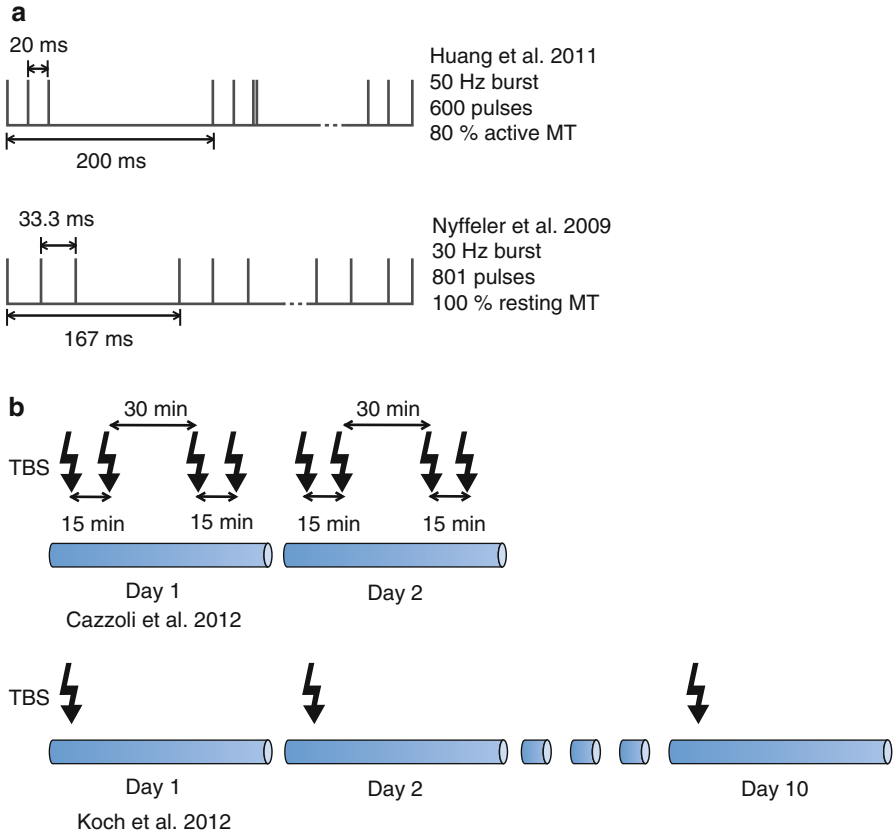 a
20 ms
200 ms
Huang et al. 2011
50 Hz burst
600 pulses
80 % active MT
33.3 ms
167 ms
Nyffeler et al. 2009
30 Hz burst
801 pulses
100 % resting MT
b
30 min
30 min
TBS
15 min
15 min
15 min
15 min
Day 1
Day 2
Cazzoli et al. 2012
TBS
Day 1
Day 2
Day 10
Koch et al. 2012